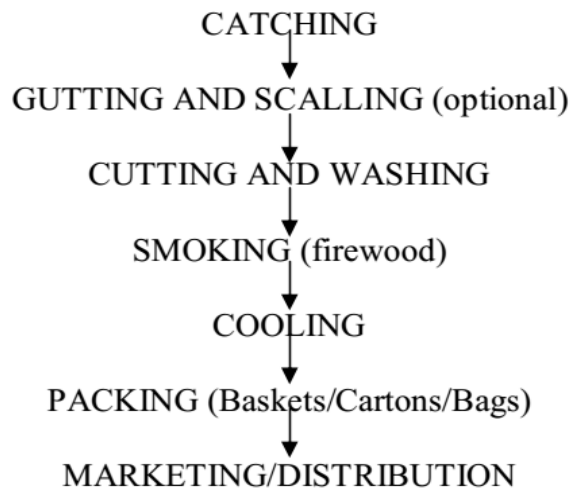 CATCHING
GUTTING AND SCALLING (optional)
CUTTING AND WASHING
SMOKING (firewood)
COOLING
PACKING (Baskets/Cartons/Bags)
MARKETING/DISTRIBUTION